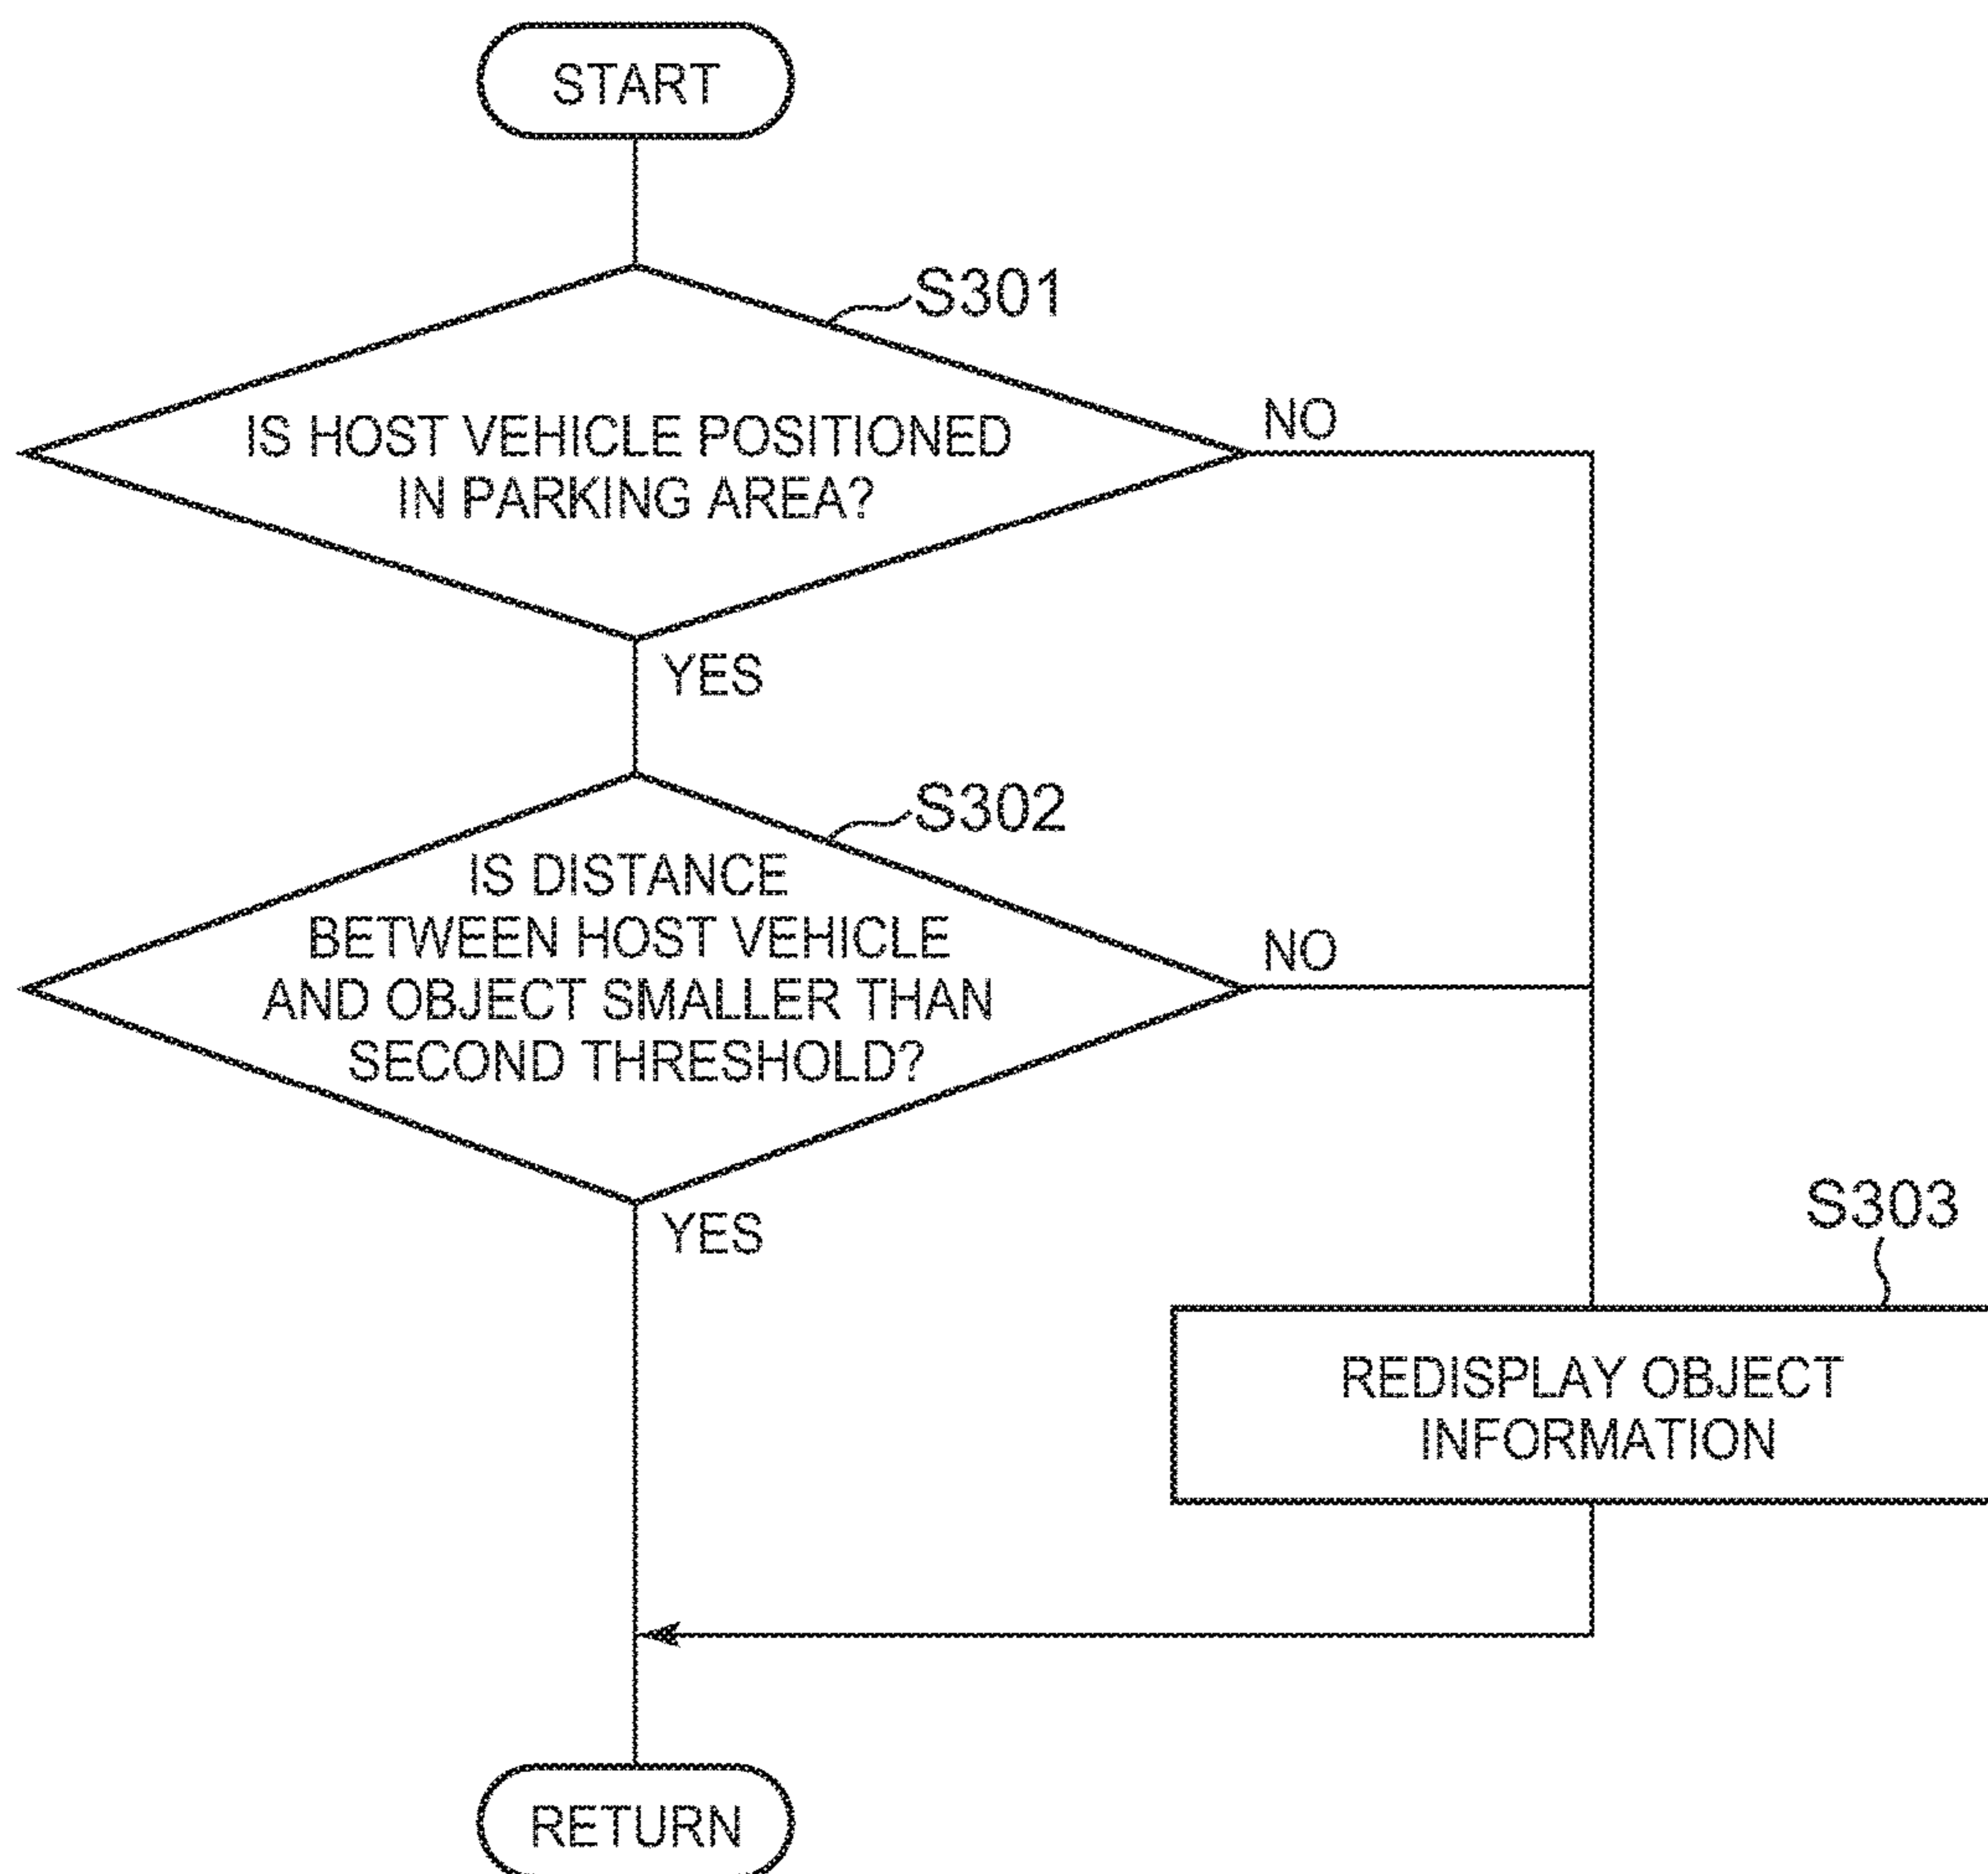 START
S301
IS HOST VEHICLE POSITIONED
IN PARKING AREA?
NO
YES
S302
IS DISTANCE
BETWEEN HOST VEHICLE
AND OBJECT SMALLER THAN
SECOND THRESHOLD?
NO
YES
S303
REDISPLAY OBJECT
INFORMATION
RETURN